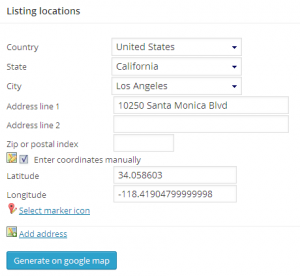 Listing locations
Country United States
State California
City Los Angeles
Address line 1 10250 Santa Monica Blvd
Address line 2
Zip or postal index
Enter coordinates manually
Latitude 34.058603
Longitude -118.41904799999998
Select marker icon
Add address
Generate on google map